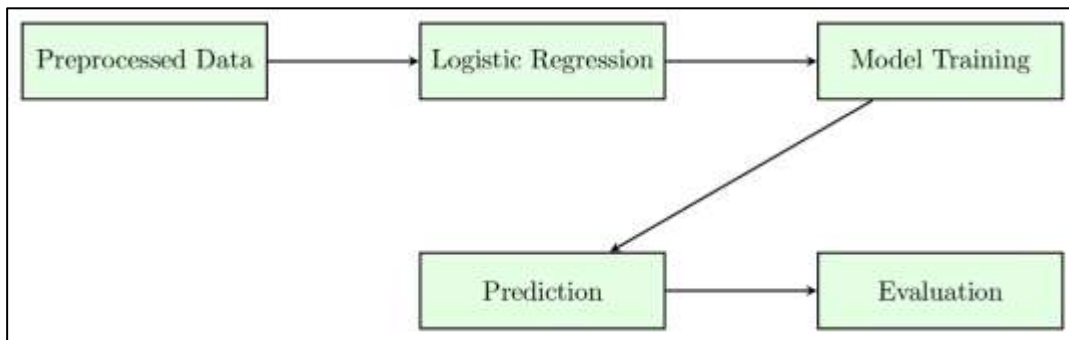 Preprocessed Data
Logistic Regression
Model Training
Prediction
Evaluation